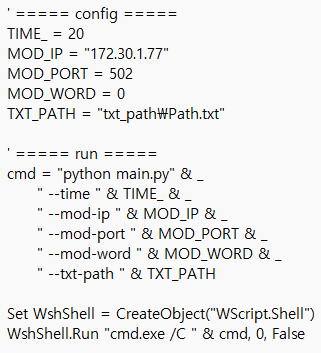 ' ===== config =====
TIME_ = 20
MOD_IP = "172.30.1.77"
MOD_PORT = 502
MOD_WORD = 0
TXT_PATH = "txt_path₩Path.txt"

' ===== run =====
cmd = "python main.py" & _
" --time " & TIME_ & _
" --mod-ip " & MOD_IP & _
" --mod-port " & MOD_PORT & _
" --mod-word " & MOD_WORD & _
" --txt-path " & TXT_PATH

Set WshShell = CreateObject("WScript.Shell")
WshShell.Run "cmd.exe /C " & cmd, 0, False